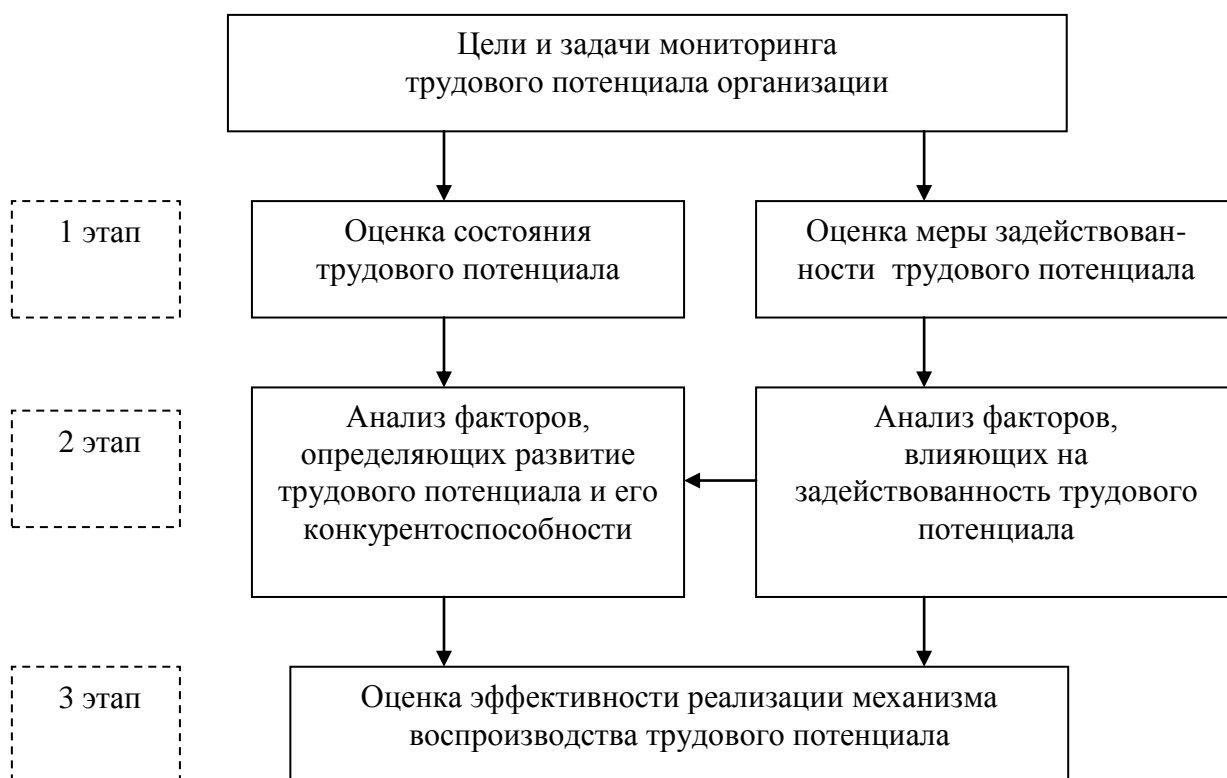 Цели и задачи мониторинга
трудового потенциала организации
1 этап
Оценка состояния
трудового потенциала
Оценка меры задействован-
ности трудового потенциала
2 этап
Анализ факторов,
определяющих развитие
трудового потенциала и его
конкурентоспособности
Анализ факторов,
влияющих на
задействованность трудового
потенциала
3 этап
Оценка эффективности реализации механизма
воспроизводства трудового потенциала